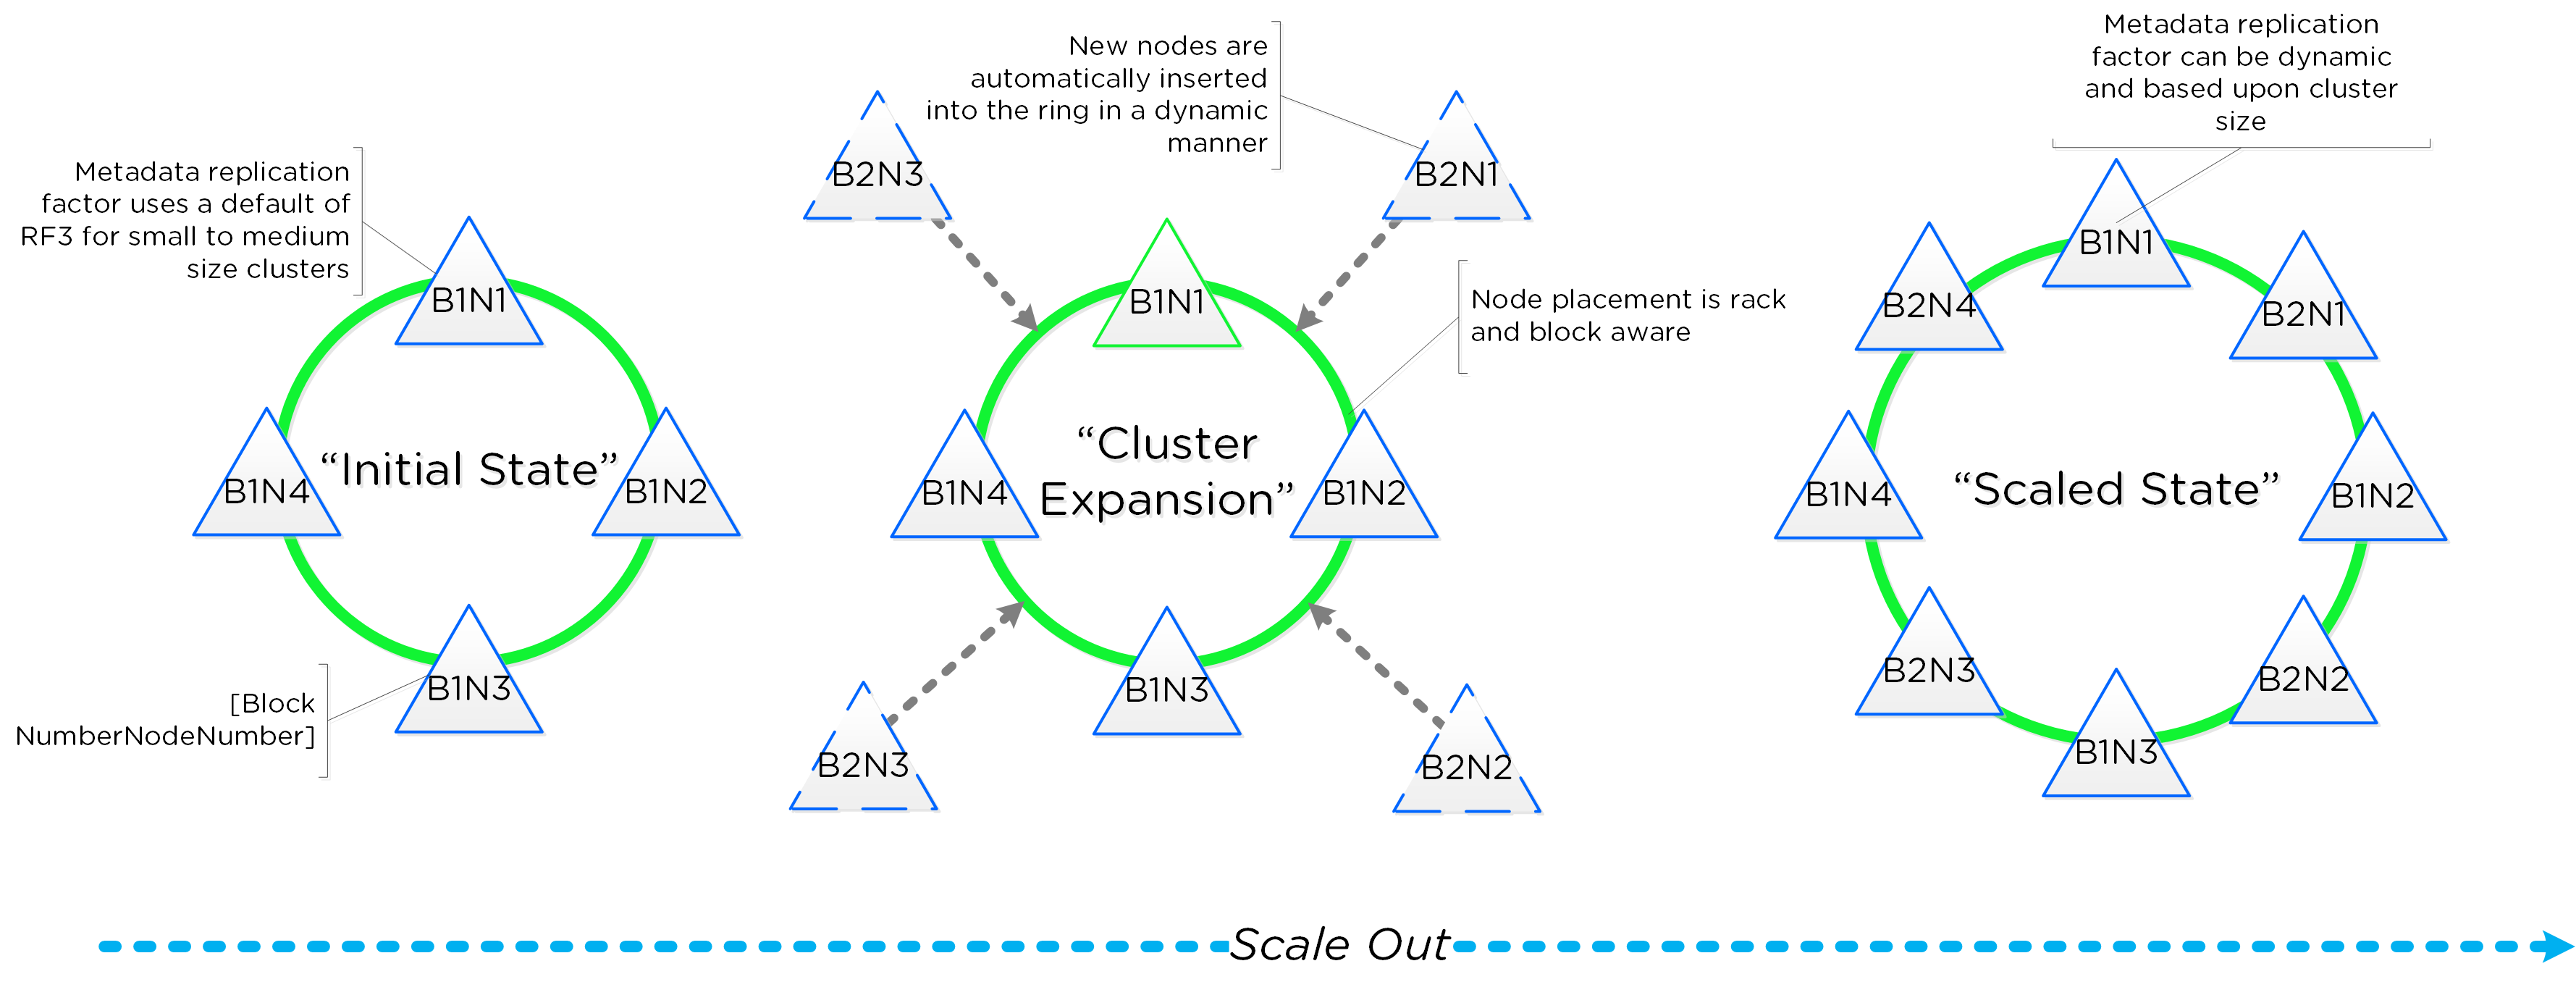 Metadata replication
factor uses a default of
RF3 for small to medium
size clusters
B1N1
B1N4
“Initial State”
B1N2
B1N3
[Block
NumberNodeNumber]
New nodes are
automatically inserted
into the ring in a dynamic
manner
B2N3
B2N1
B1N1
Node placement is rack
and block aware
“Cluster
Expansion”
B1N4
B1N2
B1N3
B2N3
B2N2
Metadata replication
factor can be dynamic
and based upon cluster
size
B1N1
B2N4
B2N1
B1N4
“Scaled State”
B1N2
B2N3
B2N2
B1N3
Scale Out